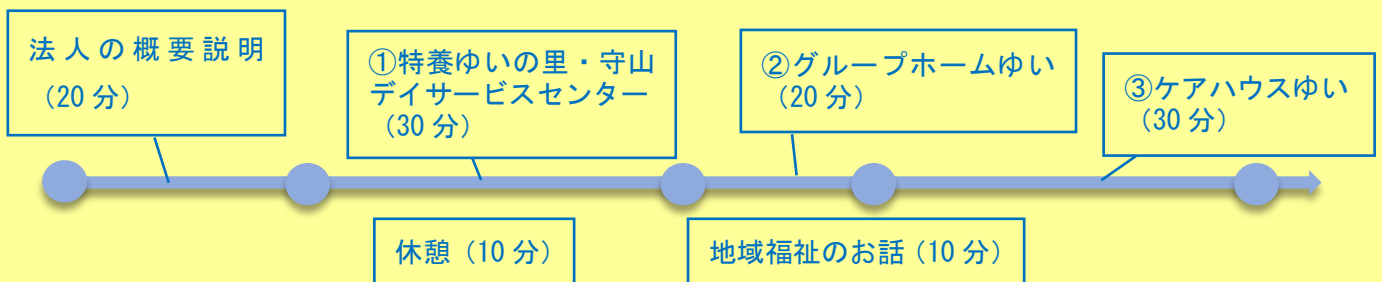 法人の概要説明
(20分)
①特養ゆいの里・守山
デイサービスセンター
(30分)
②グループホームゆい
(20分)
③ケアハウスゆい
(30分)
休憩(10分)
地域福祉のお話(10分)